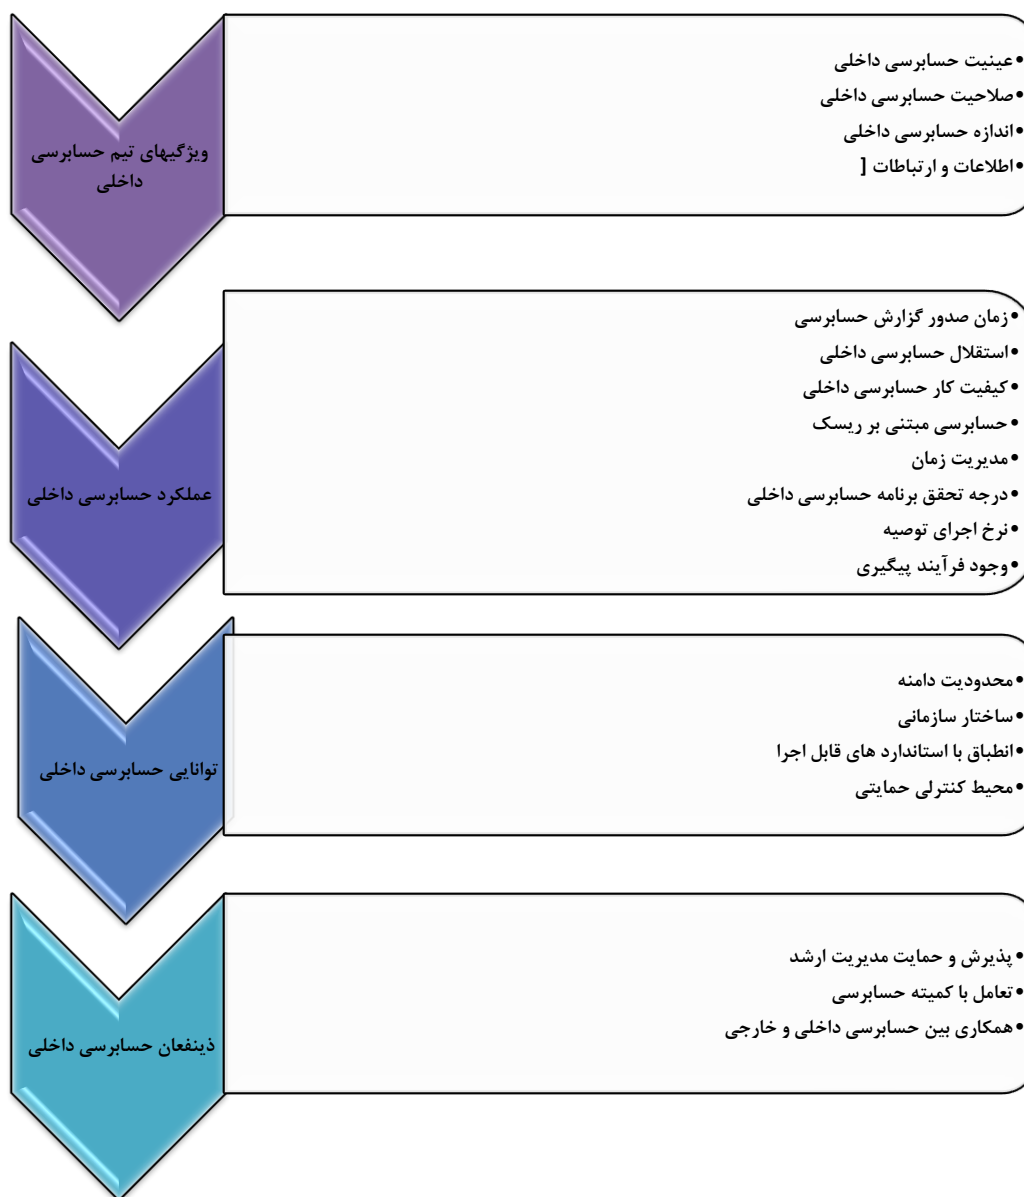 ویژگیهای تیم حسابرسی
داخلی
•عینیت حسابرسی داخلی
•صلاحیت حسابرسی داخلی
•اندازه حسابرسی داخلی
•اطلاعات و ارتباطات [
عملکرد حسابرسی داخلی
•زمان صدور گزارش حسابرسی
•استقلال حسابرسی داخلی
•کیفیت کار حسابرسی داخلی
•حسابرسی مبتنی بر ریسک
•مدیریت زمان
•درجه تحقق برنامه حسابرسی داخلی
•نرخ اجرای توصیه
•وجود فرآیند پیگیری
توانایی حسابرسی داخلی
•محدودیت دامنه
•ساختار سازمانی
•انطباق با استاندارد های قابل اجرا
•محیط کنترلی حمایتی
ذینفعان حسابرسی داخلی
•پذیرش و حمایت مدیریت ارشد
•تعامل با کمیته حسابرسی
•همکاری بین حسابرسی داخلی و خارجی